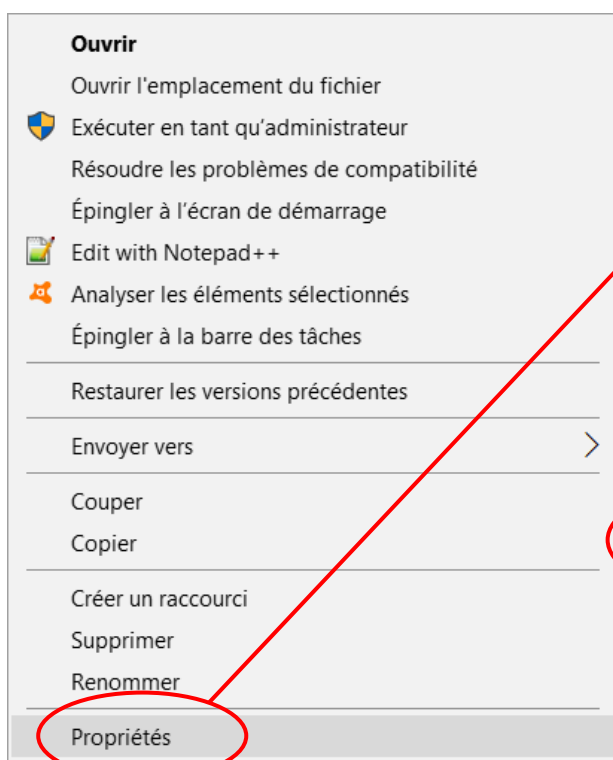 Ouvrir
Ouvrir l'emplacement du fichier
Exécuter en tant qu'administrateur
Résoudre les problèmes de compatibilité
Épingler à l'écran de démarrage
Edit with Notepad++
Analyser les éléments sélectionnés
Épingler à la barre des tâches
Restaurer les versions précédentes
Envoyer vers
Couper
Copier
Créer un raccourci
Supprimer
Renommer
Propriétés